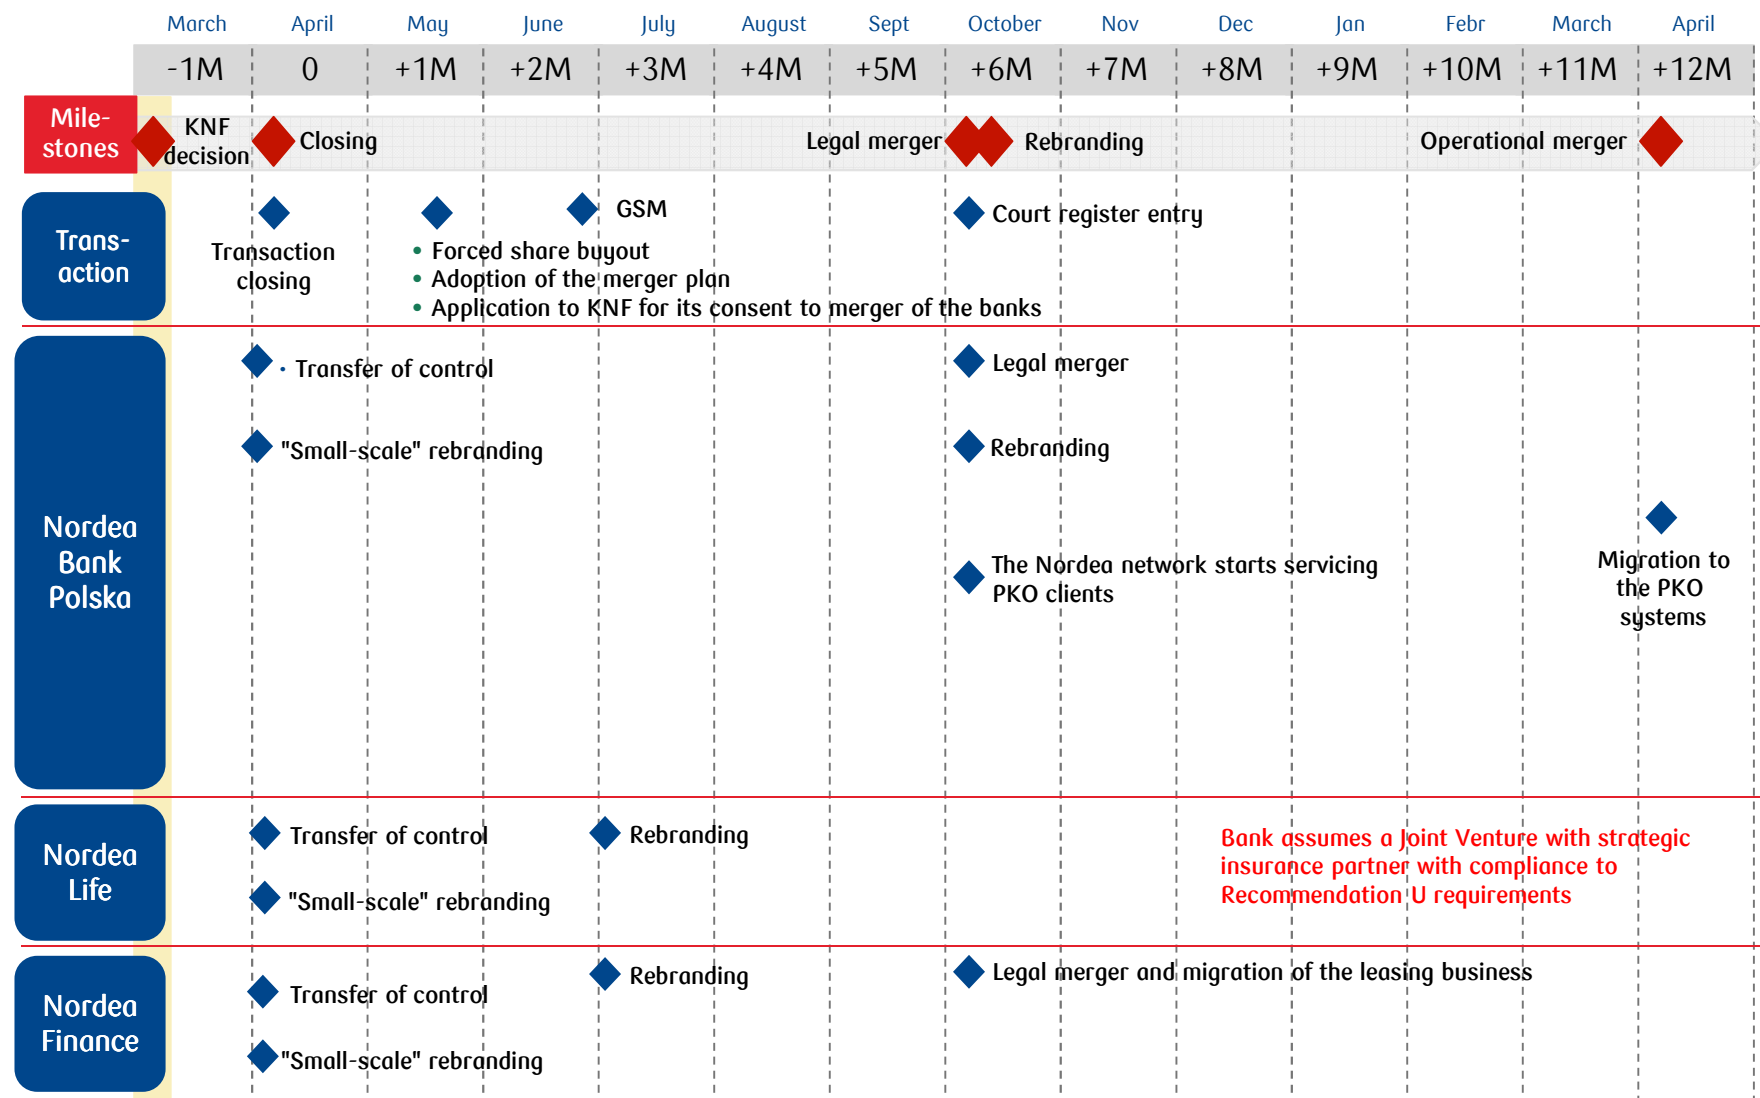 March April May June July August Sept October Nov Dec Jan Febr March April
-1M 0 +1M +2M +3M +4M +5M +6M +7M +8M +9M +10M +11M +12M
Mile-
stones
KNF
decision
Closing
Legal merger
Rebranding
Operational merger
Trans-
action
Transaction
closing
GSM
• Forced share buyout
• Adoption of the merger plan
• Application to KNF for its consent to merger of the banks
Court register entry
Nordea
Bank
Polska
• Transfer of control
Legal merger
"Small-scale" rebranding
Rebranding
The Nordea network starts servicing
PKO clients
Migration to
the PKO
systems
Nordea
Life
Transfer of control
Rebranding
"Small-scale" rebranding
Bank assumes a Joint Venture with strategic
insurance partner with compliance to
Recommendation U requirements
Nordea
Finance
Transfer of control
Rebranding
Legal merger and migration of the leasing business
"Small-scale" rebranding